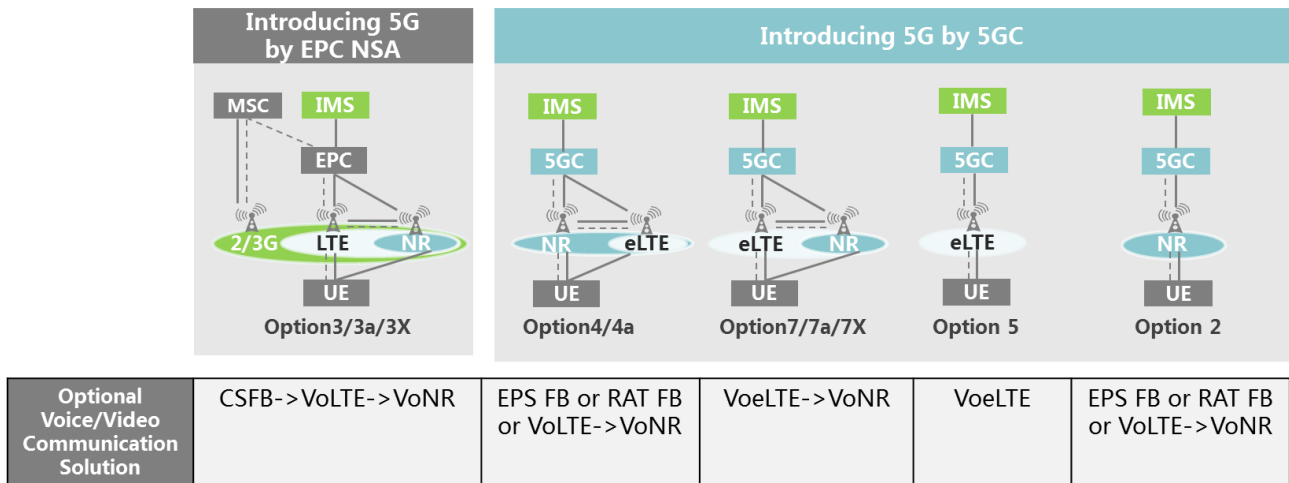 Introducing 5G
by EPC NSA
Introducing 5G by 5GC
MSC
IMS
EPC
2/3G
LTE
NR
UE
Option3/3a/3X
IMS
5GC
NR
eLTE
UE
Option4/4a
IMS
5GC
eLTE
NR
UE
Option7/7a/7X
IMS
5GC
eLTE
UE
Option 5
IMS
5GC
NR
UE
Option 2
Optional
Voice/Video
Communication
Solution
CSFB->VoLTE->VoNR
EPS FB or RAT FB
or VoLTE->VoNR
VoeLTE->VoNR
VoeLTE
EPS FB or RAT FB
or VoLTE->VoNR